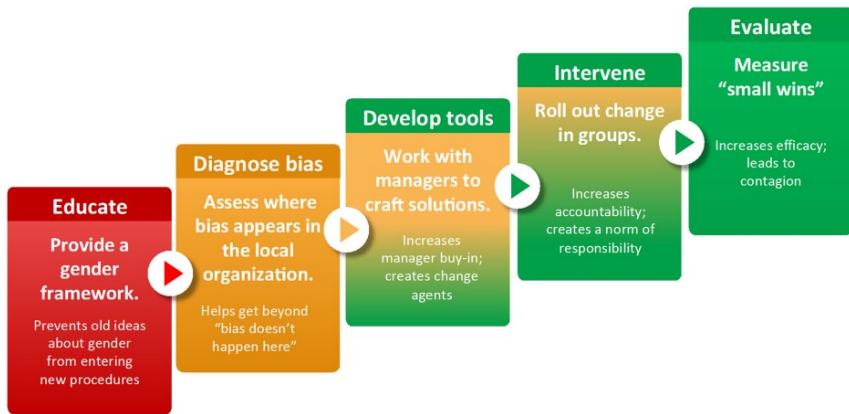 Educate
Provide a
gender
framework.
Prevents old ideas
about gender
from entering
new procedures
Diagnose bias
Assess where
bias appears in
the local
organization.
Helps get beyond
“bias doesn’t
happen here”
Develop tools
Work with
managers to
craft solutions.
Increases
manager buy-in;
creates change
agents
Intervene
Roll out change
in groups.
Increases
accountability;
creates a norm of
responsibility
Evaluate
Measure
“small wins”
Increases efficacy;
leads to
contagion